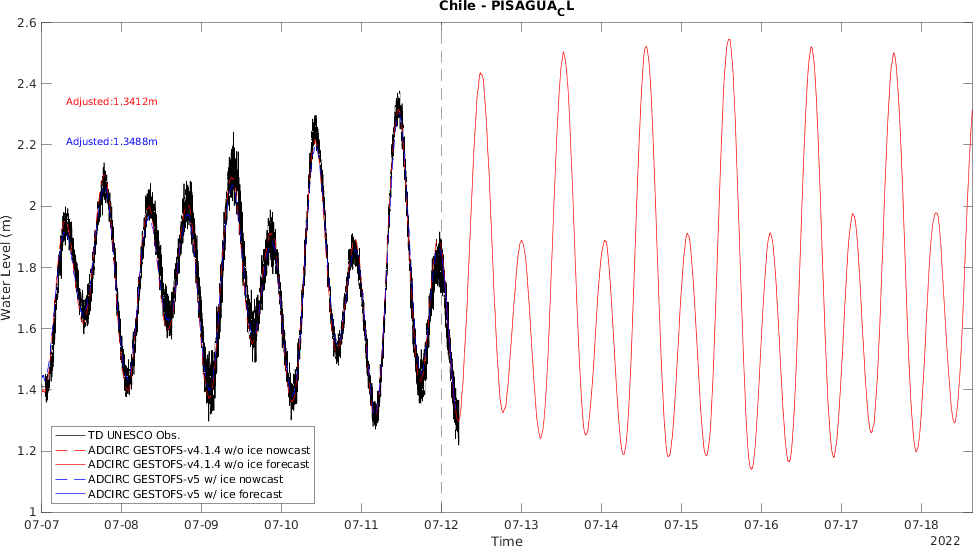 Chile - PISAGUA_CL
2.6
2.4
2.2
2
1.8
1.6
1.4
1.2
1
Water Level (m)
Adjusted:1.3412m
Adjusted:1.3488m
TD UNESCO Obs.
ADCIRC GESTOFS-v4.1.4 w/o ice nowcast
ADCIRC GESTOFS-v4.1.4 w/o ice forecast
ADCIRC GESTOFS-v5 w/ ice nowcast
ADCIRC GESTOFS-v5 w/ ice forecast
07-07 07-08 07-09 07-10 07-11 07-12 07-13 07-14 07-15 07-16 07-17 07-18
Time
2022